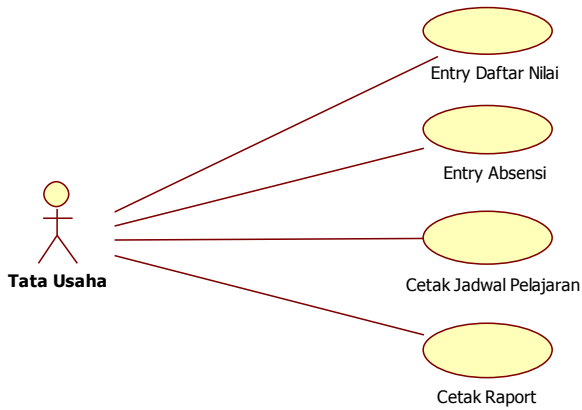 Entry Daftar Nilai
Entry Absensi
Tata Usaha
Cetak Jadwal Pelajaran
Cetak Raport